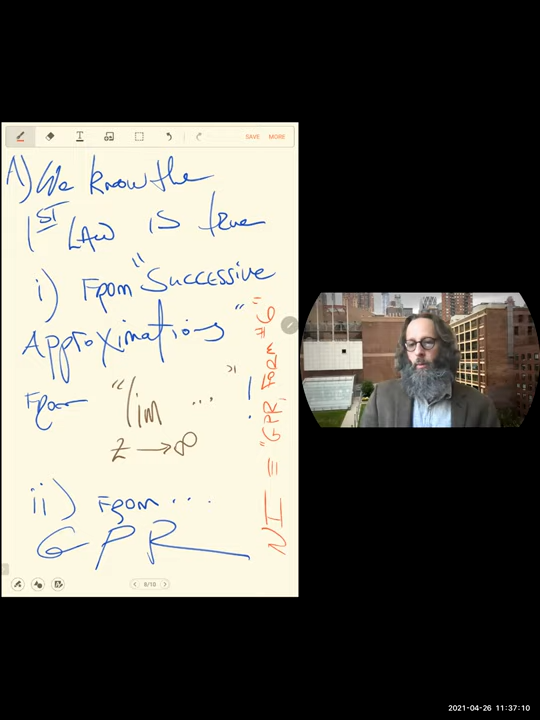 SAVE MORE
A) We know the
1ST LAW is true
i) From "Successive
Approximations"
From "lim ..." !
z → ∞
ii) From ...
GPR
NI ≡ "GPR, Form #6"
6/10
2021-04-26 11:37:10